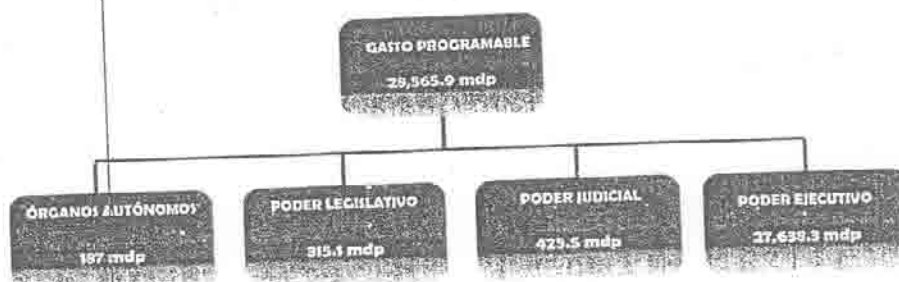 GASTO PROGRAMABLE
28,565.9 mdp
ÓRGANOS AUTÓNOMOS
187 mdp
PODER LEGISLATIVO
315.1 mdp
PODER JUDICIAL
425.5 mdp
PODER EJECUTIVO
27,638.3 mdp